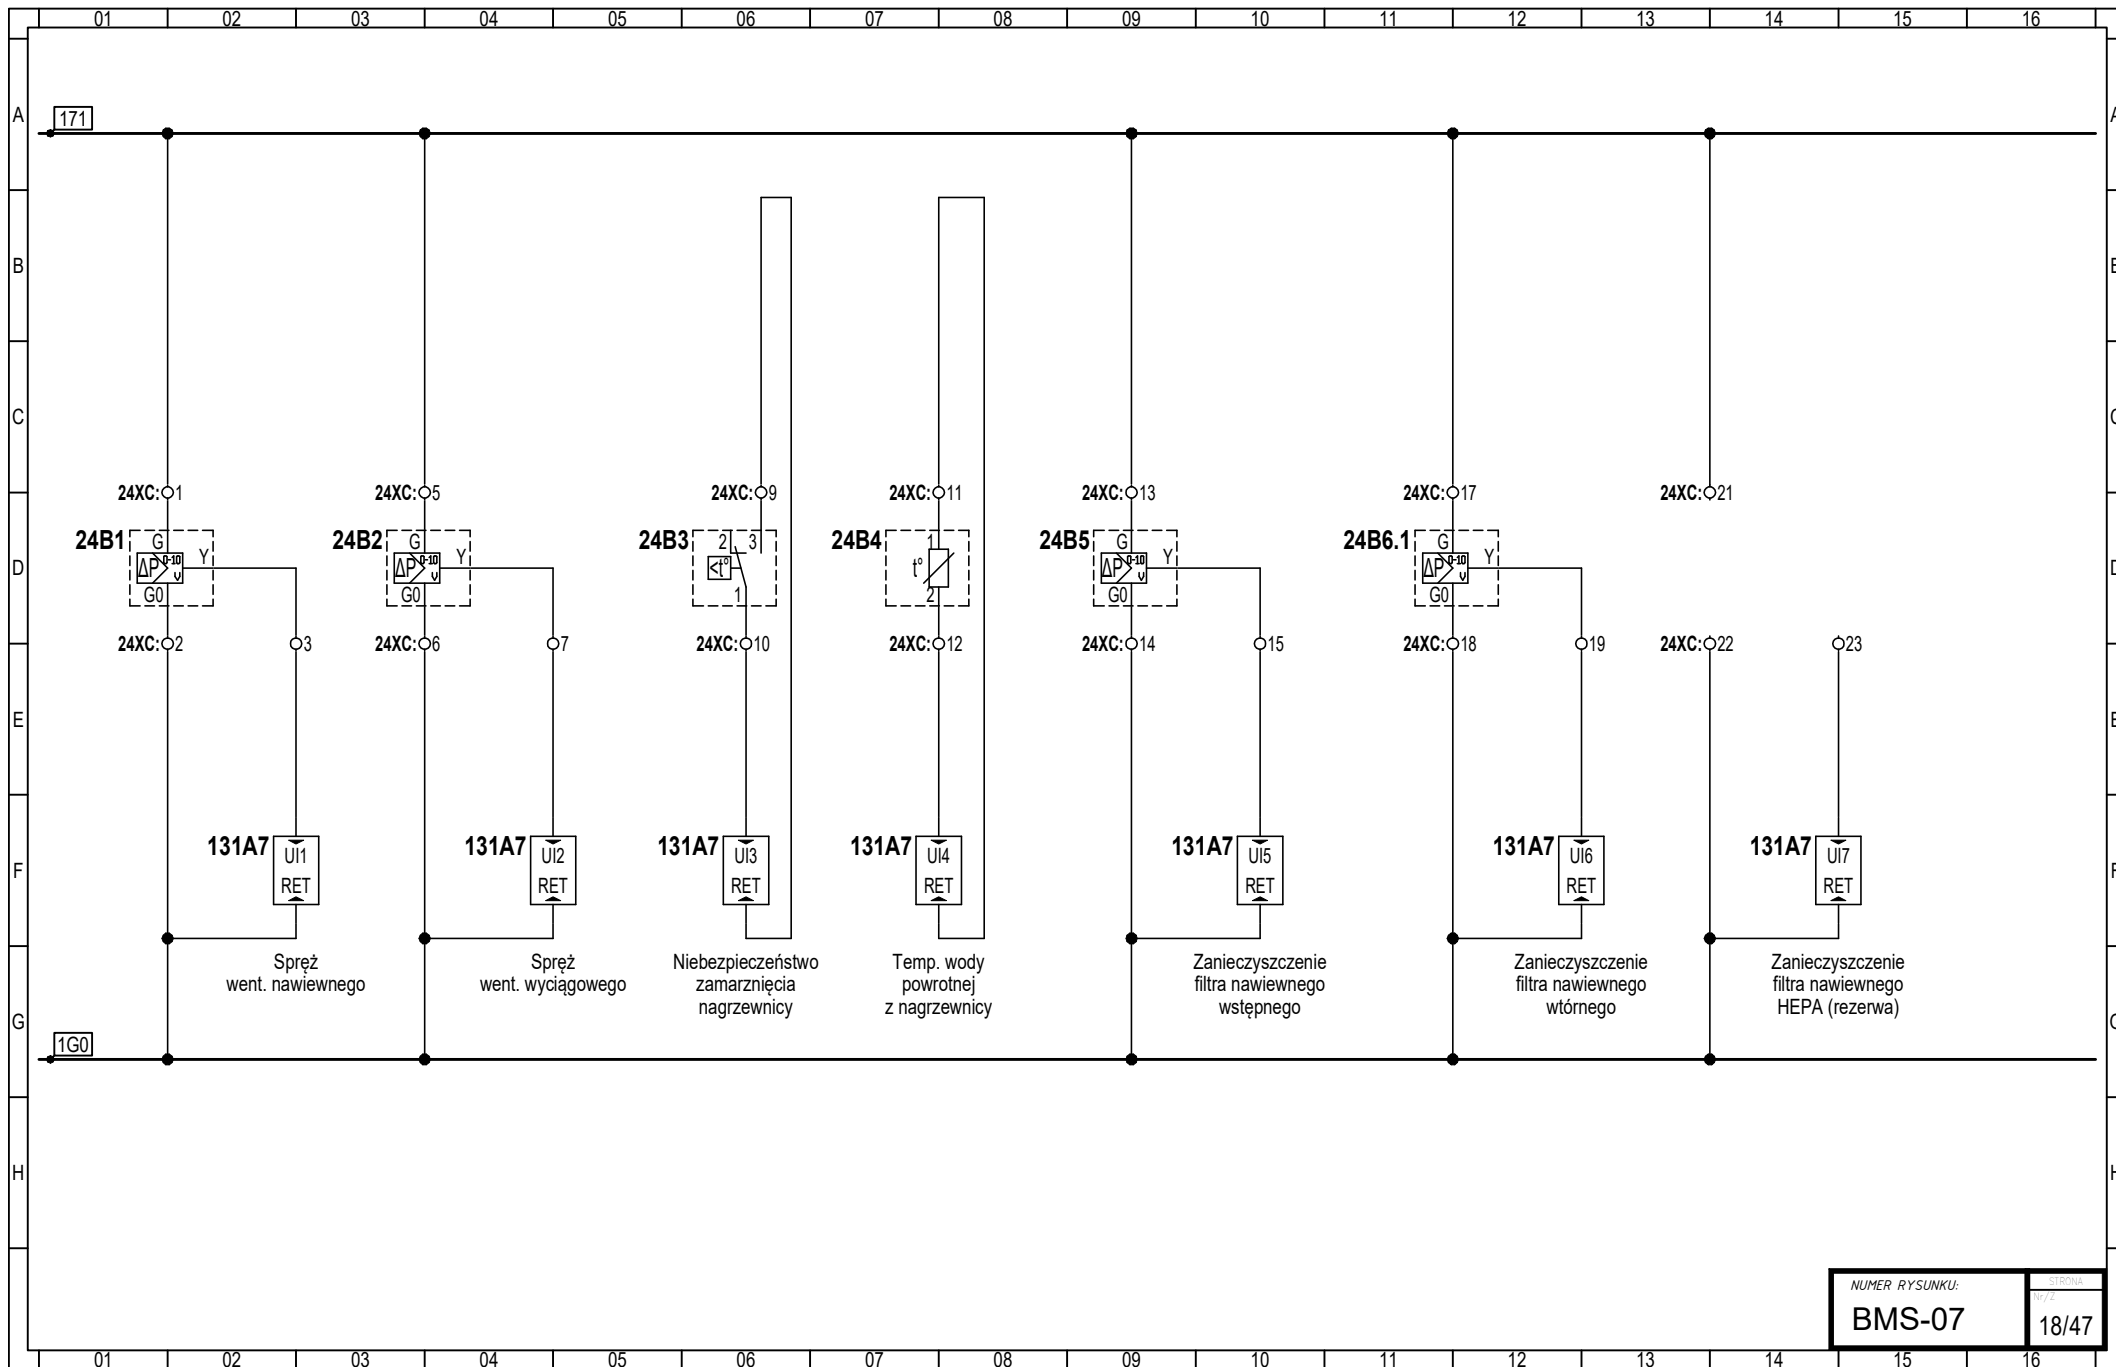 01 02 03 04 05 06 07 08 09 10 11 12 13 14 15 16
A 171 A
B B
C C
24XC: 1 24XC: 5 24XC: 9 24XC: 11 24XC: 13 24XC: 17 24XC: 21
24B1 G Y 24B2 G Y 24B3 2 3 24B4 1 24B5 G Y 24B6.1 G Y
D ΔP 0-10 V ΔP 0-10 V <t° t° ΔP 0-10 V ΔP 0-10 V D
G0 G0 1 2 G0 G0
24XC: 2 3 24XC: 6 7 24XC: 10 24XC: 12 24XC: 14 15 24XC: 18 19 24XC: 22 23
E E
131A7 UI1 131A7 UI2 131A7 UI3 131A7 UI4 131A7 UI5 131A7 UI6 131A7 UI7
F F
RET RET RET RET RET RET RET
Spręż
went. nawiewnego
Spręż
went. wyciągowego
Niebezpieczeństwo
zamarznięcia
nagrzewnicy
Temp. wody
powrotnej
z nagrzewnicy
Zanieczyszczenie
filtra nawiewnego
wstępnego
Zanieczyszczenie
filtra nawiewnego
wtórnego
Zanieczyszczenie
filtra nawiewnego
HEPA (rezerwa)
G G
1G0
H H
NUMER RYSUNKU:
BMS-07
STRONA
Nr/Z
18/47
01 02 03 04 05 06 07 08 09 10 11 12 13 14 15 16